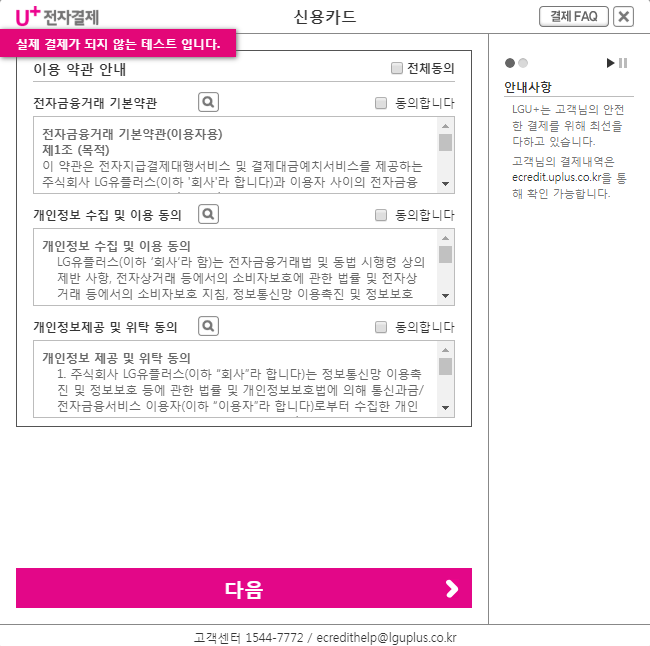 U+전자결제
신용카드
결제 FAQ
실제 결제가 되지 않는 테스트 입니다.
이용 약관 안내
전체동의
전자금융거래 기본약관
동의합니다
전자금융거래 기본약관(이용자용)
제1조 (목적)
이 약관은 전자지급결제대행서비스 및 결제대금예치서비스를 제공하는
주식회사 LG유플러스(이하 '회사'라 합니다)과 이용자 사이의 전자금융
개인정보 수집 및 이용 동의
동의합니다
개인정보 수집 및 이용 동의
LG유플러스(이하 ‘회사’라 함)는 전자금융거래법 및 동법 시행령 상의
제반 사항, 전자상거래 등에서의 소비자보호에 관한 법률 및 전자상
거래 등에서의 소비자보호 지침, 정보통신망 이용촉진 및 정보보호
개인정보제공 및 위탁 동의
동의합니다
개인정보 제공 및 위탁 동의
1. 주식회사 LG유플러스(이하 “회사”라 합니다)는 정보통신망 이용촉
진 및 정보보호 등에 관한 법률 및 개인정보보호법에 의해 통신과금/
전자금융서비스 이용자(이하 “이용자”라 합니다)로부터 수집한 개인
다음
안내사항
LGU+는 고객님의 안전
한 결제를 위해 최선을
다하고 있습니다.
고객님의 결제내역은
ecredit.uplus.co.kr을 통
해 확인 가능합니다.
고객센터 1544-7772 / ecredithelp@lguplus.co.kr